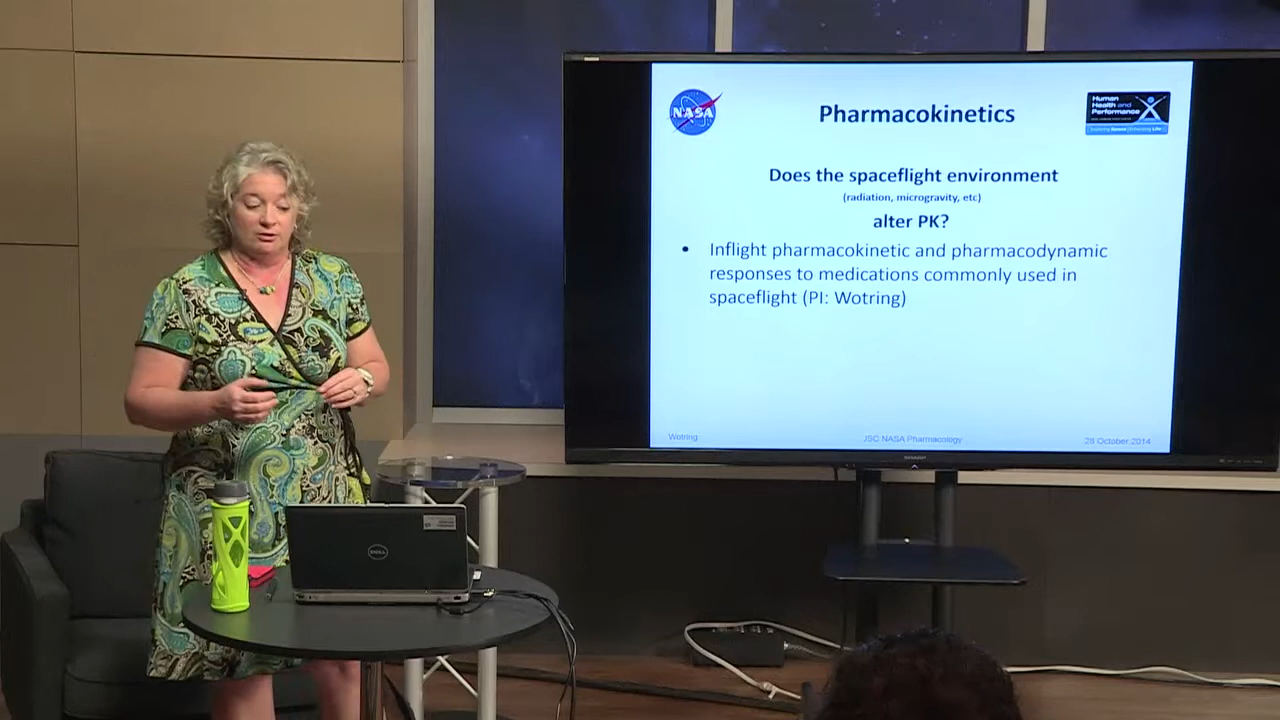 NASA
Pharmacokinetics
Human
Health and
Performance
Does the spaceflight environment
(radiation, microgravity, etc)
alter PK?
• Inflight pharmacokinetic and pharmacodynamic
responses to medications commonly used in
spaceflight (PI: Wotring)
Wotring
JSC NASA Pharmacology
28 October 2014
SHARP
DELL